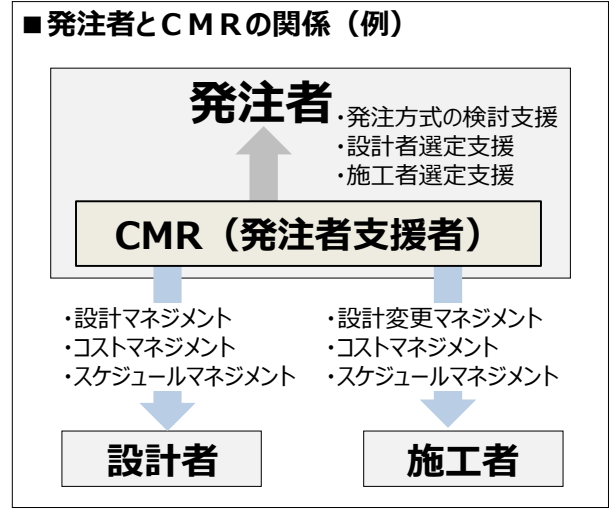 ■発注者とＣＭＲの関係（例）
発注者
・発注方式の検討支援
・設計者選定支援
・施工者選定支援
CMR（発注者支援者）
・設計マネジメント
・コストマネジメント
・スケジュールマネジメント
・設計変更マネジメント
・コストマネジメント
・スケジュールマネジメント
設計者
施工者